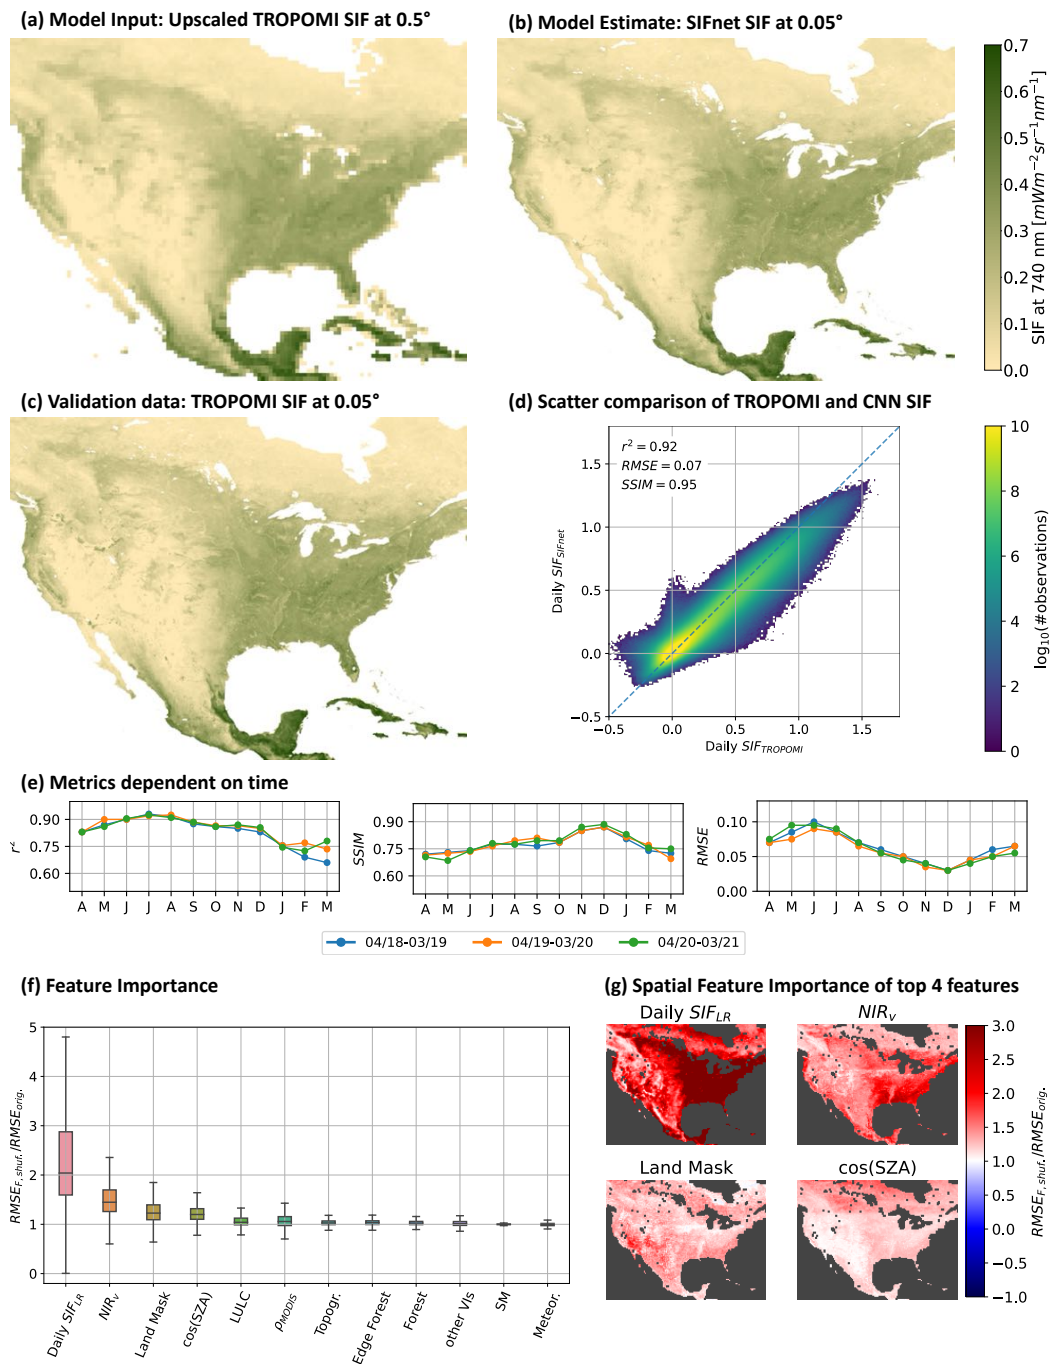 (a) Model Input: Upscaled TROPOMI SIF at 0.5°
(b) Model Estimate: SIFnet SIF at 0.05°
0.7
0.6
0.5
0.4
0.3
0.2
0.1
0.0
SIF at 740 nm [mWm⁻²sr⁻¹nm⁻¹]
(c) Validation data: TROPOMI SIF at 0.05°
(d) Scatter comparison of TROPOMI and CNN SIF
r² = 0.92
RMSE = 0.07
SSIM = 0.95
1.5
1.0
0.5
0.0
−0.5
Daily SIF_SIFnet
−0.5 0.0 0.5 1.0 1.5
Daily SIF_TROPOMI
10
8
6
4
2
0
log₁₀(#observations)
(e) Metrics dependent on time
0.90
0.75
0.60
r²
A M J J A S O N D J F M
0.90
0.75
0.60
SSIM
A M J J A S O N D J F M
0.10
0.05
0.00
RMSE
A M J J A S O N D J F M
04/18-03/19 04/19-03/20 04/20-03/21
(f) Feature Importance
5
4
3
2
1
0
RMSE_F,shuf./RMSE_orig.
Daily SIF_LR
NIR_v
Land Mask
cos(SZA)
LULC
ρ_MODIS
Topogr.
Edge Forest
Forest
other VIs
SM
Meteor.
(g) Spatial Feature Importance of top 4 features
Daily SIF_LR
NIR_v
Land Mask
cos(SZA)
3.0
2.5
2.0
1.5
1.0
0.5
0.0
−0.5
−1.0
RMSE_F,shuf./RMSE_orig.